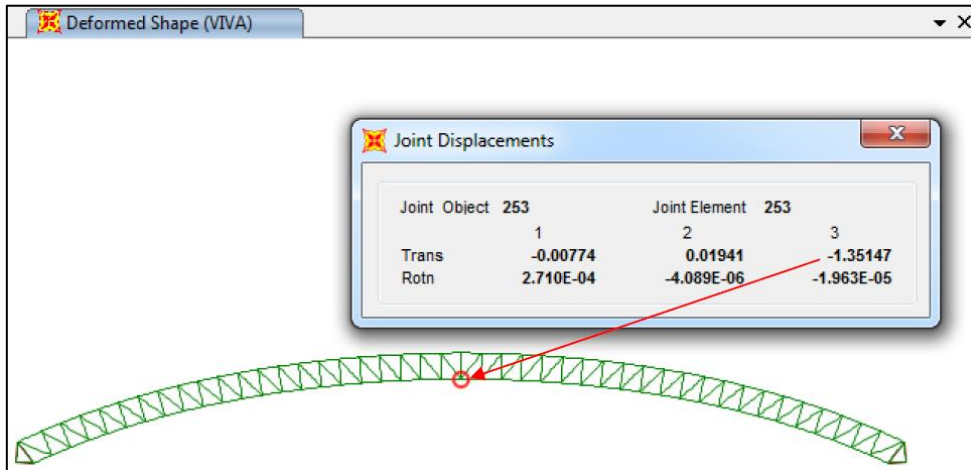 Deformed Shape (VIVA)
Joint Displacements
Joint Object 253 Joint Element 253
1 2 3
Trans -0.00774 0.01941 -1.35147
Rotn 2.710E-04 -4.089E-06 -1.963E-05